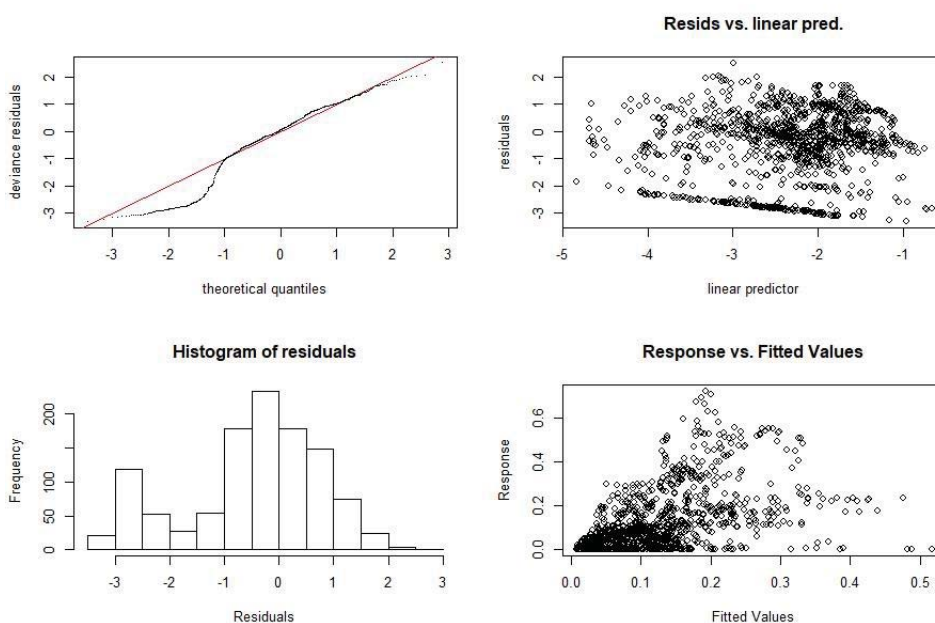 deviance residuals
2
1
0
-1
-2
-3
-3 -2 -1 0 1 2 3
theoretical quantiles
Resids vs. linear pred.
residuals
2
1
0
-1
-2
-3
-5 -4 -3 -2 -1
linear predictor
Histogram of residuals
Frequency
200
100
50
0
-3 -2 -1 0 1 2 3
Residuals
Response vs. Fitted Values
Response
0.6
0.4
0.2
0.0
0.0 0.1 0.2 0.3 0.4 0.5
Fitted Values